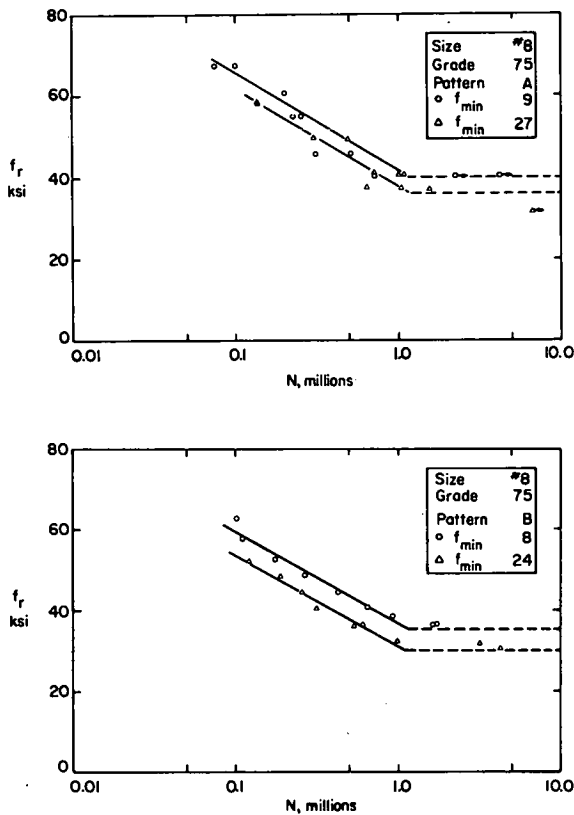 80
60
40
20
0
f_r
ksi
Size #8
Grade 75
Pattern A
o f_min 9
△ f_min 27
0.01 0.1 1.0 10.0
N, millions
80
60
40
20
0
f_r
ksi
Size #8
Grade 75
Pattern B
o f_min 8
△ f_min 24
0.01 0.1 1.0 10.0
N, millions